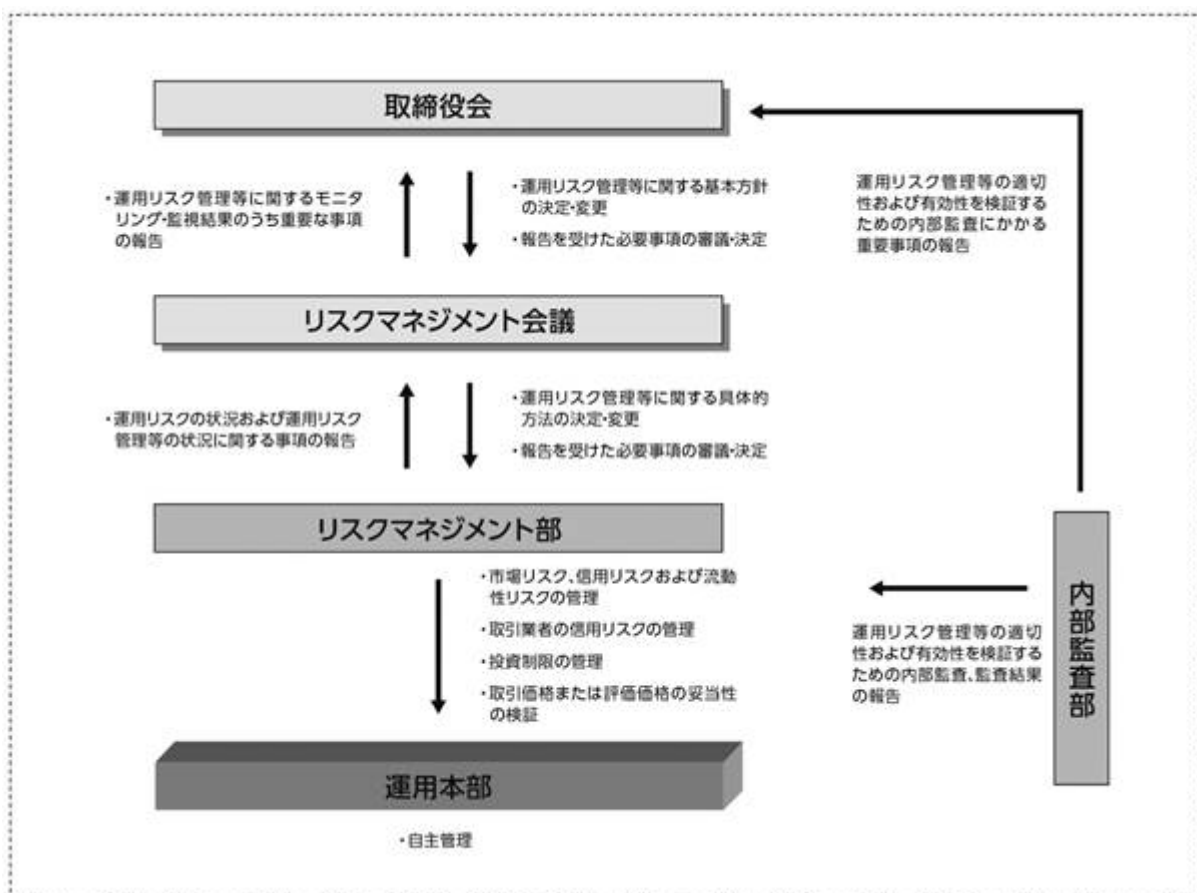 取締役会
・運用リスク管理等に関するモニタ
リング・監視結果のうち重要な事項
の報告
・運用リスク管理等に関する基本方針
の決定・変更
・報告を受けた必要事項の審議・決定
運用リスク管理等の適切
性および有効性を検証する
ための内部監査にかかる
重要事項の報告
リスクマネジメント会議
・運用リスクの状況および運用リスク
管理等の状況に関する事項の報告
・運用リスク管理等に関する具体的
方法の決定・変更
・報告を受けた必要事項の審議・決定
リスクマネジメント部
・市場リスク、信用リスクおよび流動
性リスクの管理
・取引業者の信用リスクの管理
・投資制限の管理
・取引価格または評価価格の妥当性
の検証
運用リスク管理等の適切
性および有効性を検証する
ための内部監査、監査結果
の報告
内部監査部
運用本部
・自主管理